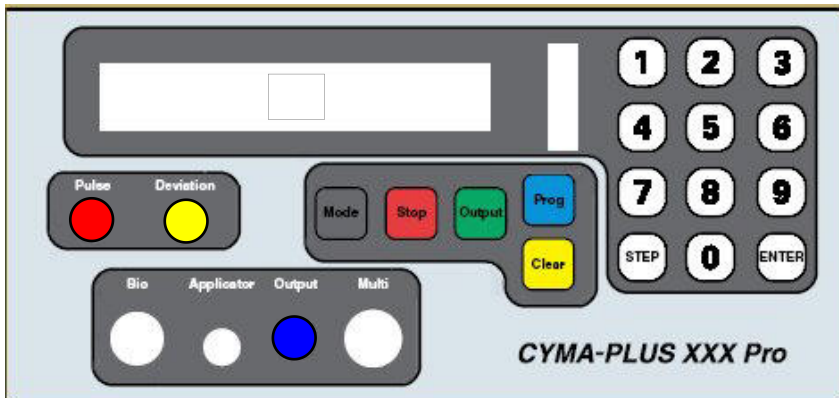 1 2 3
4 5 6
7 8 9
STEP 0 ENTER
Pulse Deviation
Mode Stop Output Prog
Clear
Bio Applicator Output Multi
CYMA-PLUS XXX Pro